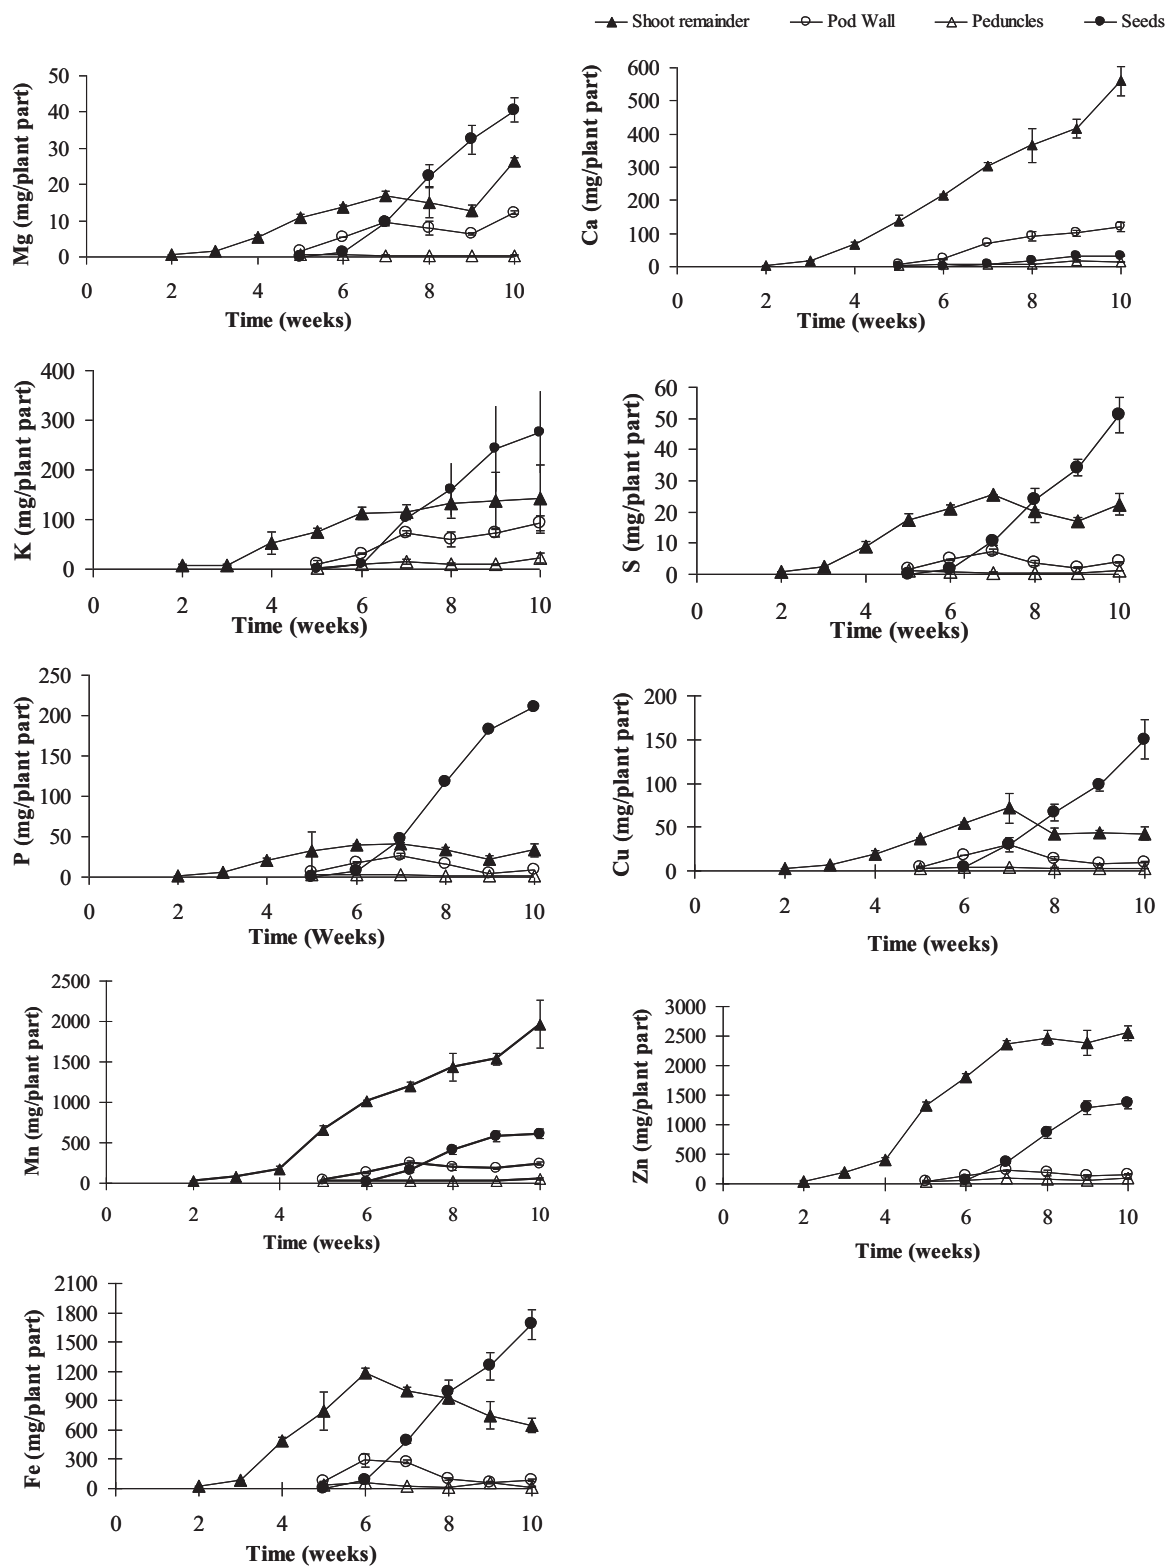 Shoot remainder Pod Wall Peduncles Seeds
Mg (mg/plant part)
50
40
30
20
10
0
0 2 4 6 8 10
Time (weeks)
Ca (mg/plant part)
600
500
400
300
200
100
0
0 2 4 6 8 10
Time (weeks)
K (mg/plant part)
400
300
200
100
0
0 2 4 6 8 10
Time (weeks)
S (mg/plant part)
60
50
40
30
20
10
0
0 2 4 6 8 10
Time (weeks)
P (mg/plant part)
250
200
150
100
50
0
0 2 4 6 8 10
Time (Weeks)
Cu (mg/plant part)
200
150
100
50
0
0 2 4 6 8 10
Time (weeks)
Mn (mg/plant part)
2500
2000
1500
1000
500
0
0 2 4 6 8 10
Time (weeks)
Zn (mg/plant part)
3000
2500
2000
1500
1000
500
0
0 2 4 6 8 10
Time (weeks)
Fe (mg/plant part)
2100
1800
1500
1200
900
600
300
0
0 2 4 6 8 10
Time (weeks)